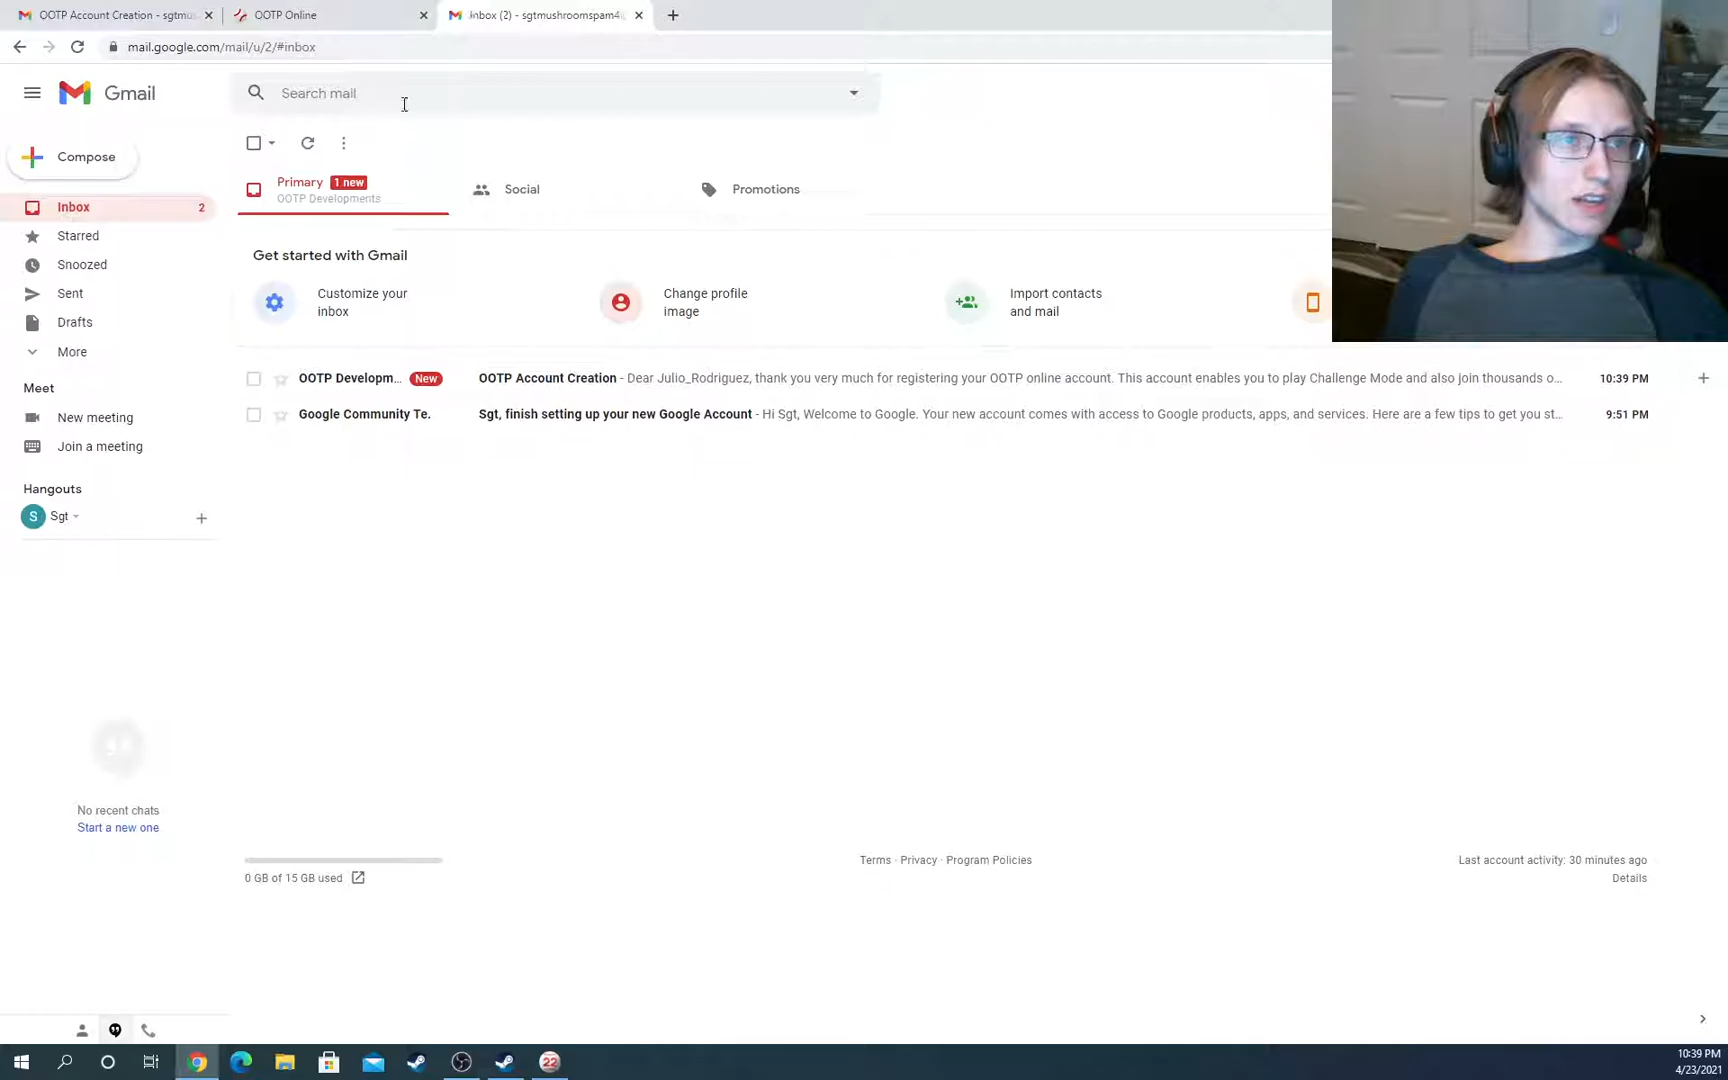 OOTP Account Creation - sgtmus
OOTP Online
Inbox (2) - sgtmushroomspam4
mail.google.com/mail/u/2/#inbox
Gmail
Search mail
Compose
Primary 1 new
OOTP Developments
Social
Promotions
Inbox 2
Starred
Snoozed
Sent
Drafts
More
Get started with Gmail
Customize your
inbox
Change profile
image
Import contacts
and mail
OOTP Developm... New OOTP Account Creation - Dear Julio_Rodriguez, thank you very much for registering your OOTP online account. This account enables you to play Challenge Mode and also join thousands o... 10:39 PM
Google Community Te. Sgt, finish setting up your new Google Account - Hi Sgt, Welcome to Google. Your new account comes with access to Google products, apps, and services. Here are a few tips to get you st... 9:51 PM
Meet
New meeting
Join a meeting
Hangouts
S Sgt
No recent chats
Start a new one
0 GB of 15 GB used
Terms · Privacy · Program Policies
Last account activity: 30 minutes ago
Details
22
10:39 PM
4/23/2021